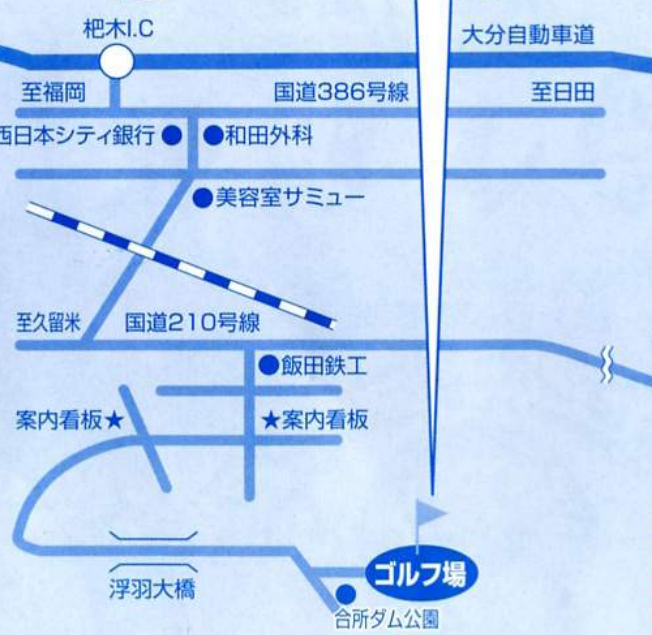 杷木I.C
大分自動車道
至福岡
国道386号線
至日田
西日本シティ銀行
和田外科
美容室サミュー
至久留米
国道210号線
飯田鉄工
案内看板★
★案内看板
浮羽大橋
ゴルフ場
合所ダム公園